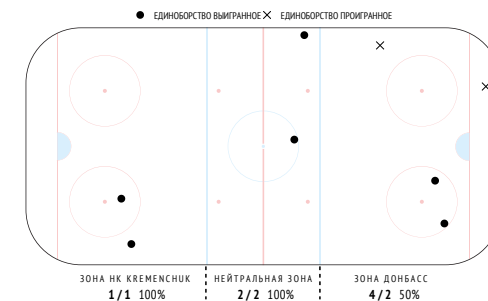 ЕДИНОБОРСТВО ВЫИГРАННОЕ ЕДИНОБОРСТВО ПРОИГРАННОЕ
ЗОНА НК KREMENCHUK НЕЙТРАЛЬНАЯ ЗОНА ЗОНА ДОНБАСС
1/1 100% 2/2 100% 4/2 50%